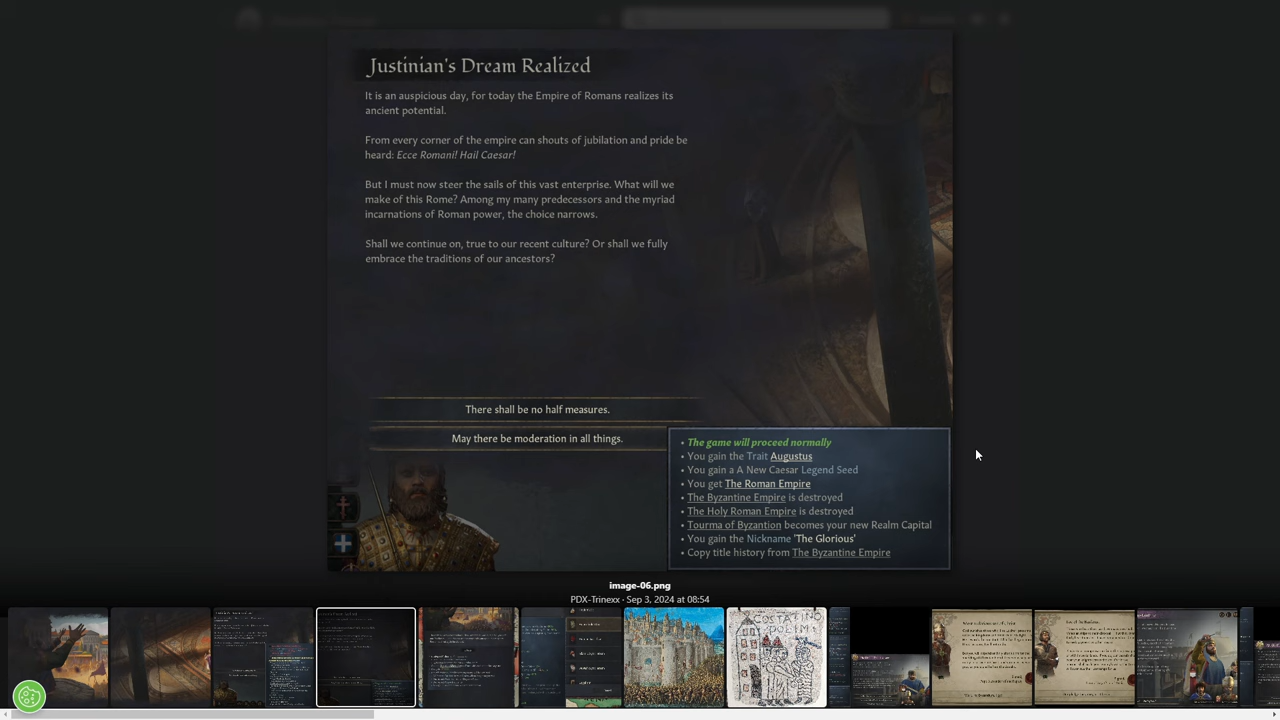 Justinian's Dream Realized
It is an auspicious day, for today the Empire of Romans realizes its
ancient potential.
From every corner of the empire can shouts of jubilation and pride be
heard: Ecce Romani! Hail Caesar!
But I must now steer the sails of this vast enterprise. What will we
make of this Rome? Among my many predecessors and the myriad
incarnations of Roman power, the choice narrows.
Shall we continue on, true to our recent culture? Or shall we fully
embrace the traditions of our ancestors?
There shall be no half measures.
May there be moderation in all things.
• The game will proceed normally
• You gain the Trait Augustus
• You gain a A New Caesar Legend Seed
• You get The Roman Empire
• The Byzantine Empire is destroyed
• The Holy Roman Empire is destroyed
• Tourma of Byzantion becomes your new Realm Capital
• You gain the Nickname 'The Glorious'
• Copy title history from The Byzantine Empire
image-06.png
PDX-Trinexx · Sep 3, 2024 at 08:54